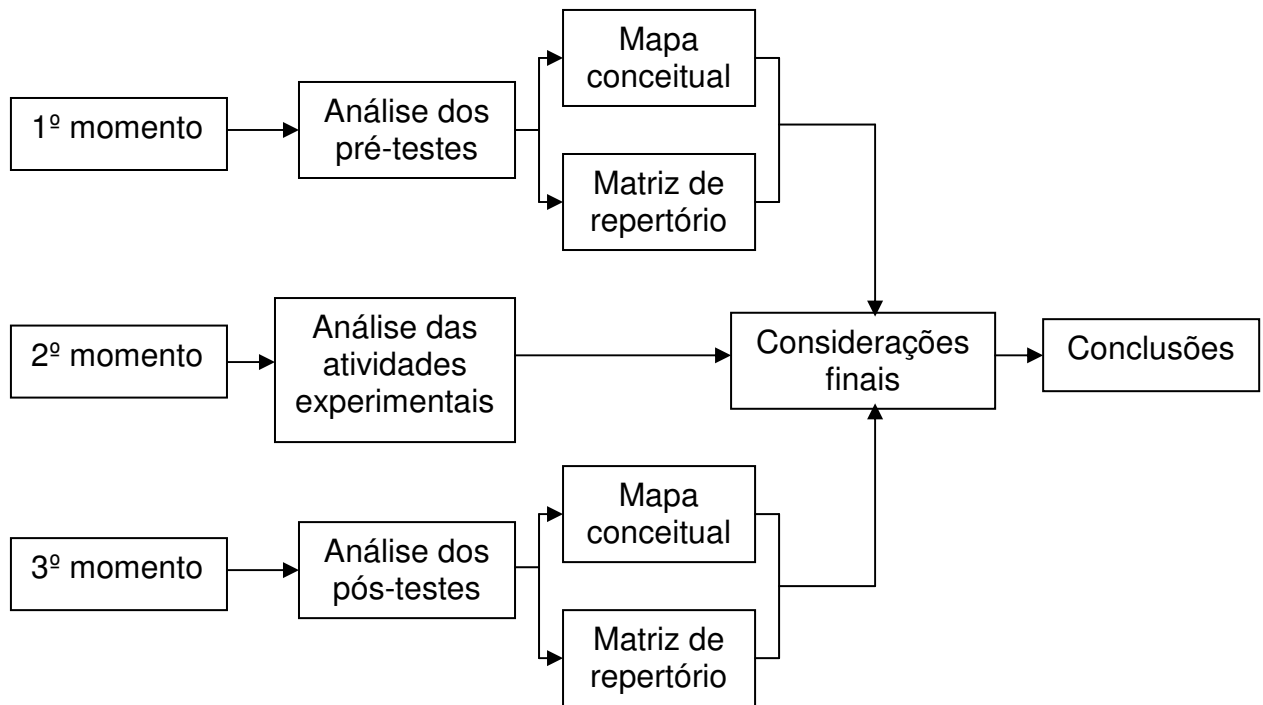 1º momento
Análise dos
pré-testes
Mapa
conceitual
Matriz de
repertório
2º momento
Análise das
atividades
experimentais
Considerações
finais
Conclusões
3º momento
Análise dos
pós-testes
Mapa
conceitual
Matriz de
repertório